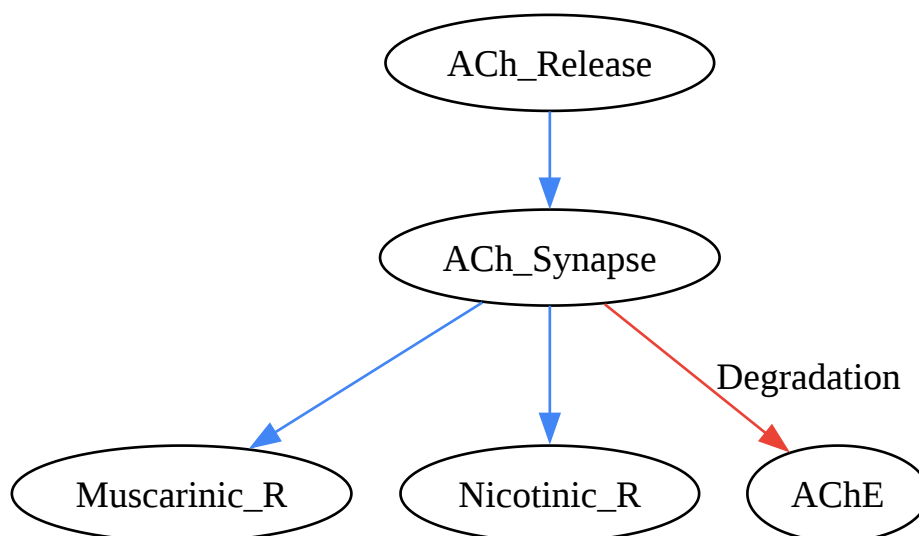 ACh_Release
ACh_Synapse
Degradation
Muscarinic_R
Nicotinic_R
AChE